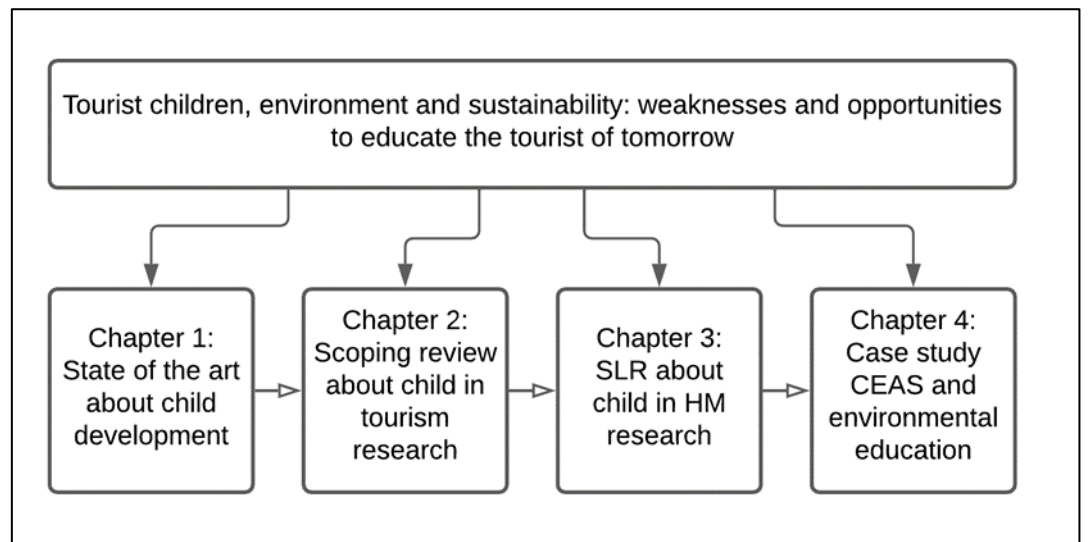 Tourist children, environment and sustainability: weaknesses and opportunities
to educate the tourist of tomorrow
Chapter 1:
State of the art
about child
development
Chapter 2:
Scoping review
about child in
tourism
research
Chapter 3:
SLR about
child in HM
research
Chapter 4:
Case study
CEAS and
environmental
education